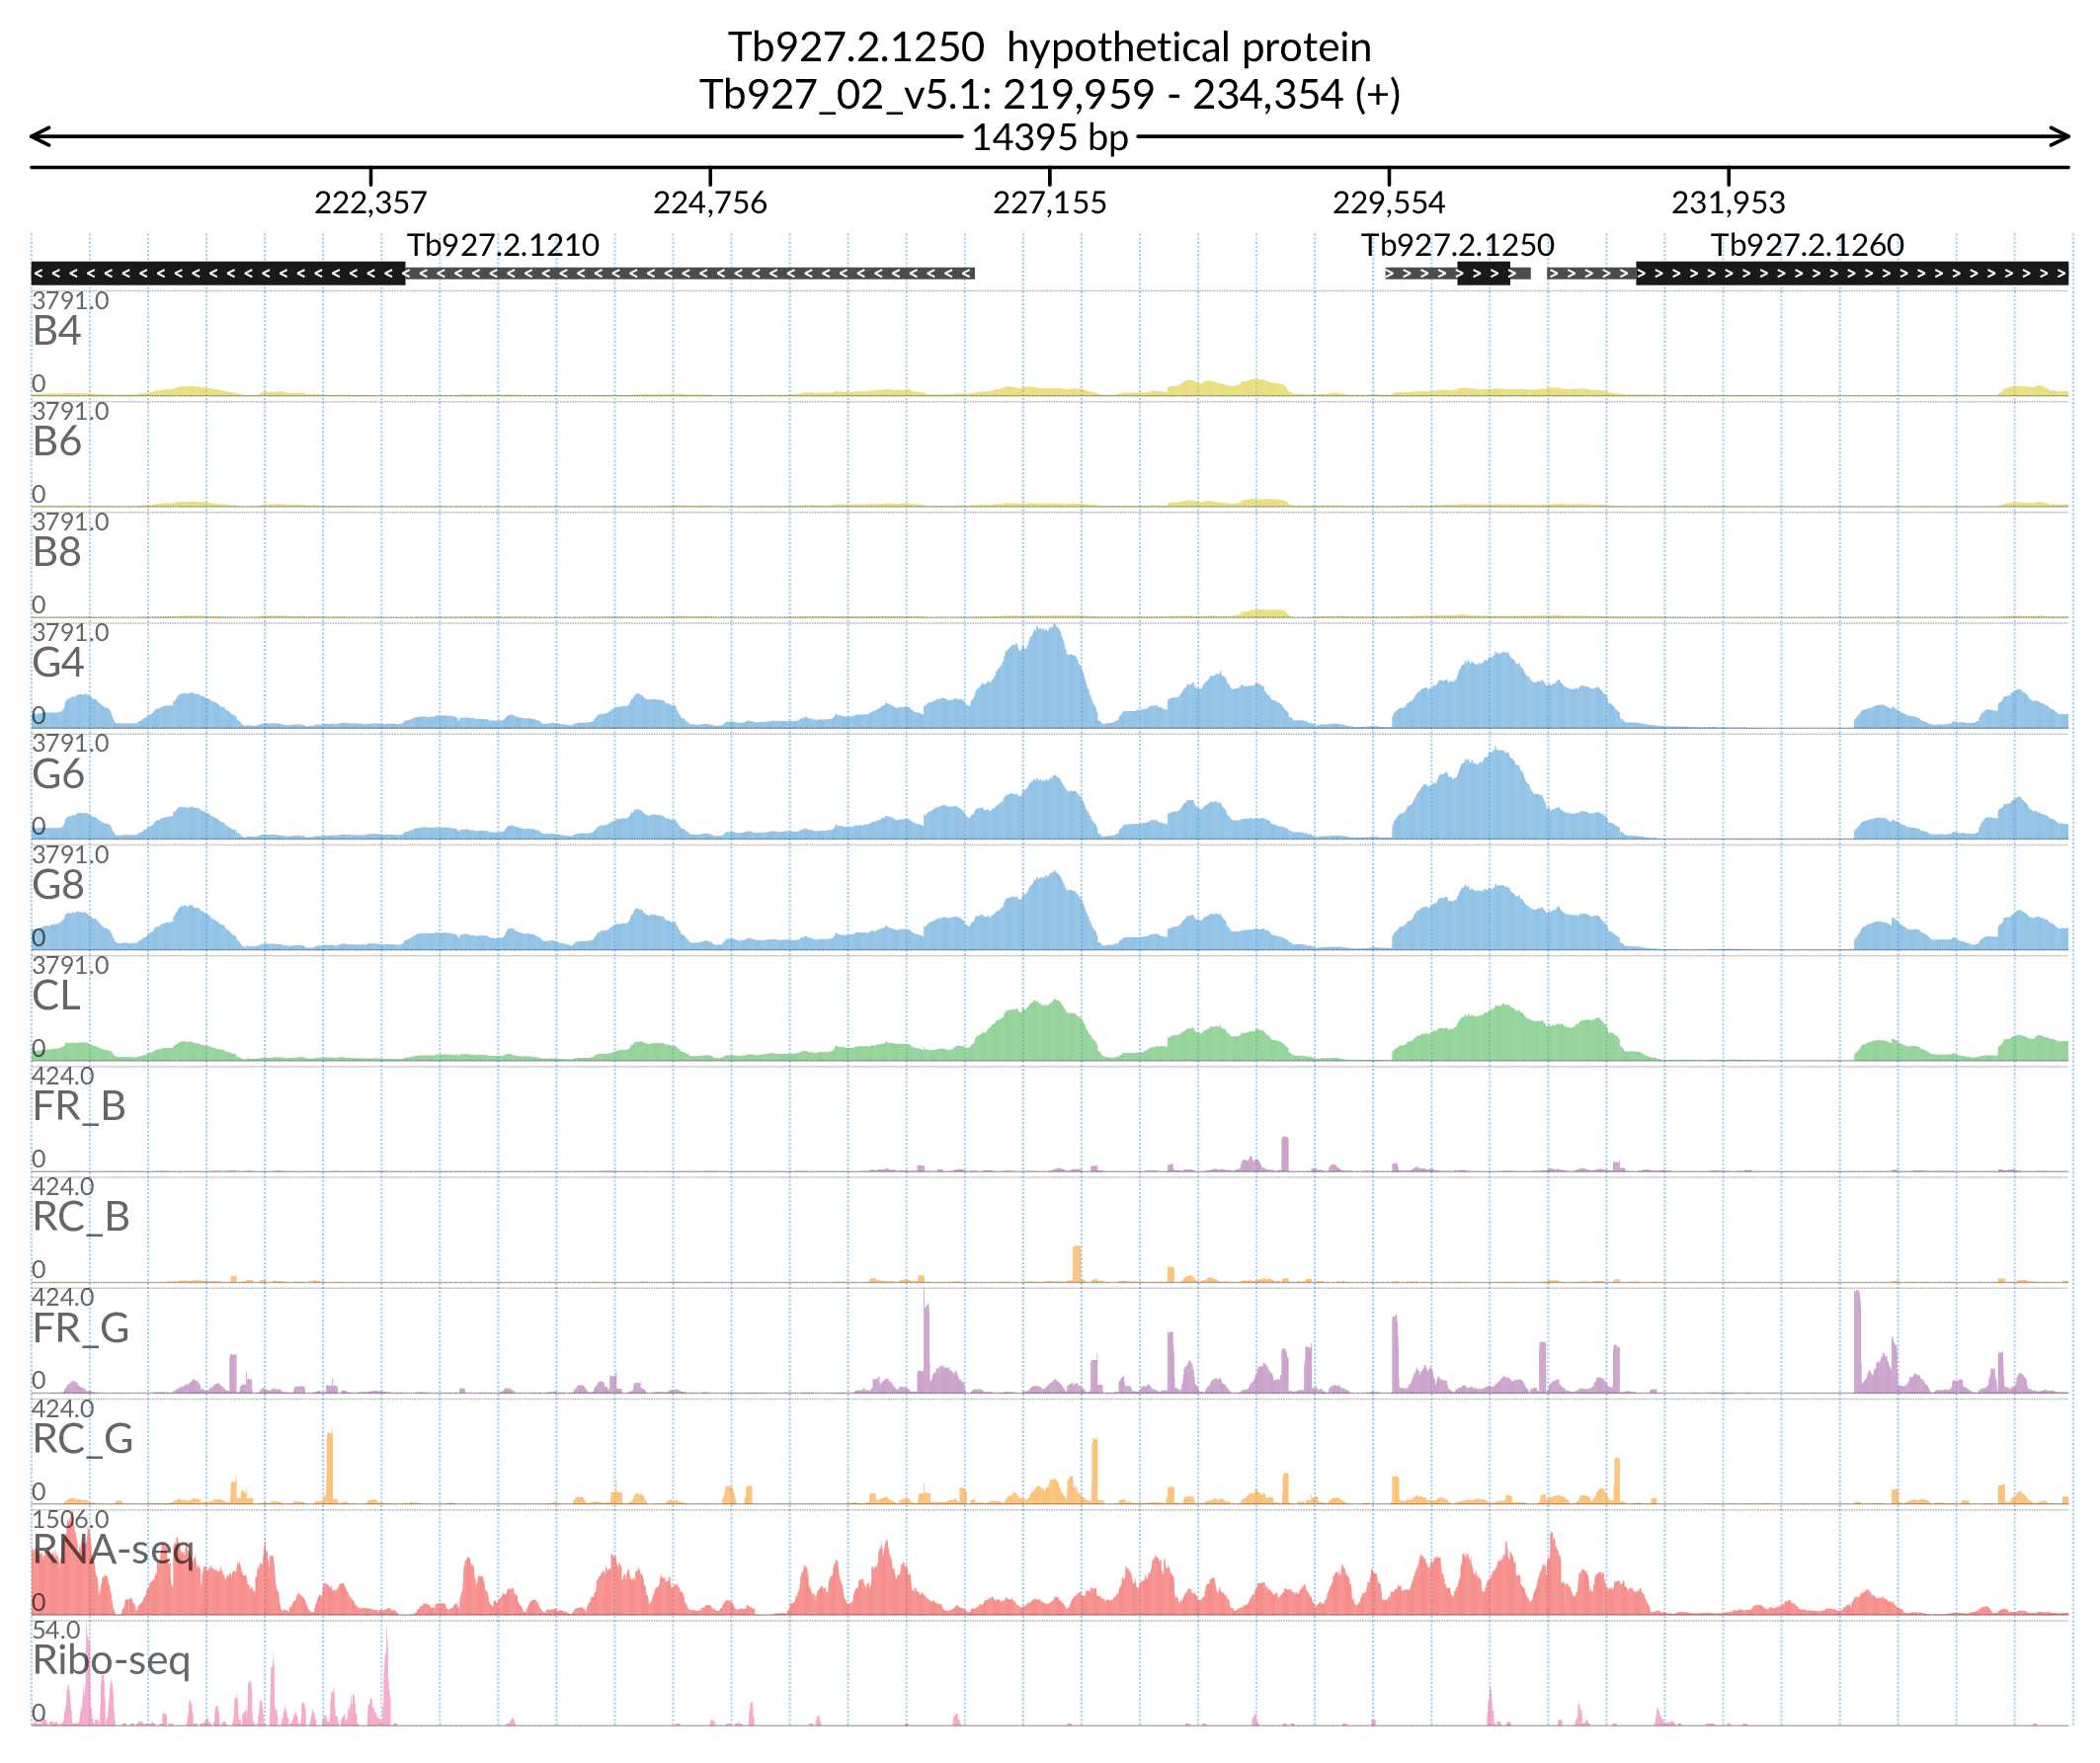 Tb927.2.1250 hypothetical protein
Tb927_02_v5.1: 219,959 - 234,354 (+)
14395 bp
222,357 224,756 227,155 229,554 231,953
Tb927.2.1210 Tb927.2.1250 Tb927.2.1260
3791.0
B4
0
3791.0
B6
0
3791.0
B8
0
3791.0
G4
0
3791.0
G6
0
3791.0
G8
0
3791.0
CL
0
424.0
FR_B
0
424.0
RC_B
0
424.0
FR_G
0
424.0
RC_G
0
1506.0
RNA-seq
0
54.0
Ribo-seq
0